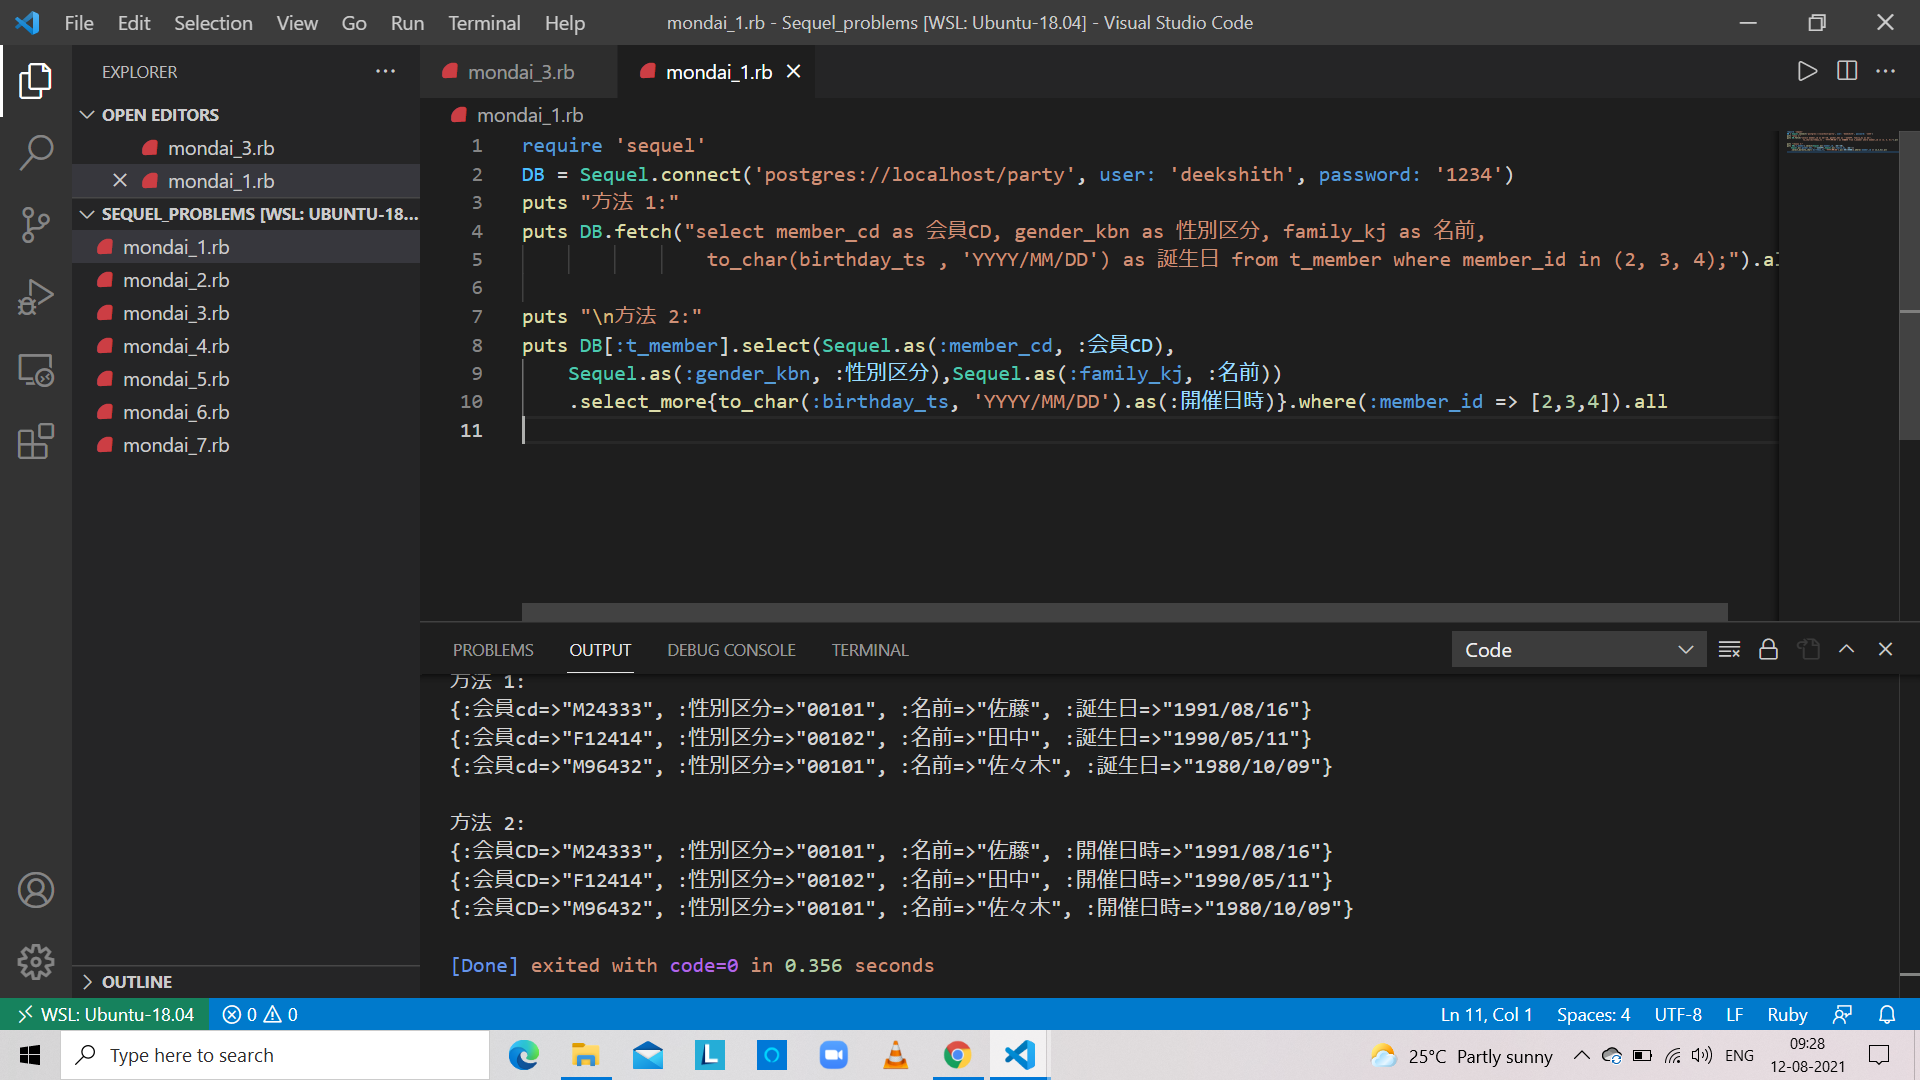 File Edit Selection View Go Run Terminal Help
mondai_1.rb - Sequel_problems [WSL: Ubuntu-18.04] - Visual Studio Code
EXPLORER
OPEN EDITORS
mondai_3.rb
mondai_1.rb
SEQUEL_PROBLEMS [WSL: UBUNTU-18...
mondai_1.rb
mondai_2.rb
mondai_3.rb
mondai_4.rb
mondai_5.rb
mondai_6.rb
mondai_7.rb
OUTLINE
mondai_3.rb mondai_1.rb
mondai_1.rb
1 require 'sequel'
2 DB = Sequel.connect('postgres://localhost/party', user: 'deekshith', password: '1234')
3 puts "方法 1:"
4 puts DB.fetch("select member_cd as 会員CD, gender_kbn as 性別区分, family_kj as 名前,
5 to_char(birthday_ts , 'YYYY/MM/DD') as 誕生日 from t_member where member_id in (2, 3, 4);").al
6
7 puts "\n方法 2:"
8 puts DB[:t_member].select(Sequel.as(:member_cd, :会員CD),
9 Sequel.as(:gender_kbn, :性別区分),Sequel.as(:family_kj, :名前))
10 .select_more{to_char(:birthday_ts, 'YYYY/MM/DD').as(:開催日時)}.where(:member_id => [2,3,4]).all
11
PROBLEMS OUTPUT DEBUG CONSOLE TERMINAL
Code
方法 1:
{:会員cd=>"M24333", :性別区分=>"00101", :名前=>"佐藤", :誕生日=>"1991/08/16"}
{:会員cd=>"F12414", :性別区分=>"00102", :名前=>"田中", :誕生日=>"1990/05/11"}
{:会員cd=>"M96432", :性別区分=>"00101", :名前=>"佐々木", :誕生日=>"1980/10/09"}
方法 2:
{:会員CD=>"M24333", :性別区分=>"00101", :名前=>"佐藤", :開催日時=>"1991/08/16"}
{:会員CD=>"F12414", :性別区分=>"00102", :名前=>"田中", :開催日時=>"1990/05/11"}
{:会員CD=>"M96432", :性別区分=>"00101", :名前=>"佐々木", :開催日時=>"1980/10/09"}
[Done] exited with code=0 in 0.356 seconds
WSL: Ubuntu-18.04 0 0
Ln 11, Col 1 Spaces: 4 UTF-8 LF Ruby
Type here to search
25°C Partly sunny
ENG
09:28
12-08-2021